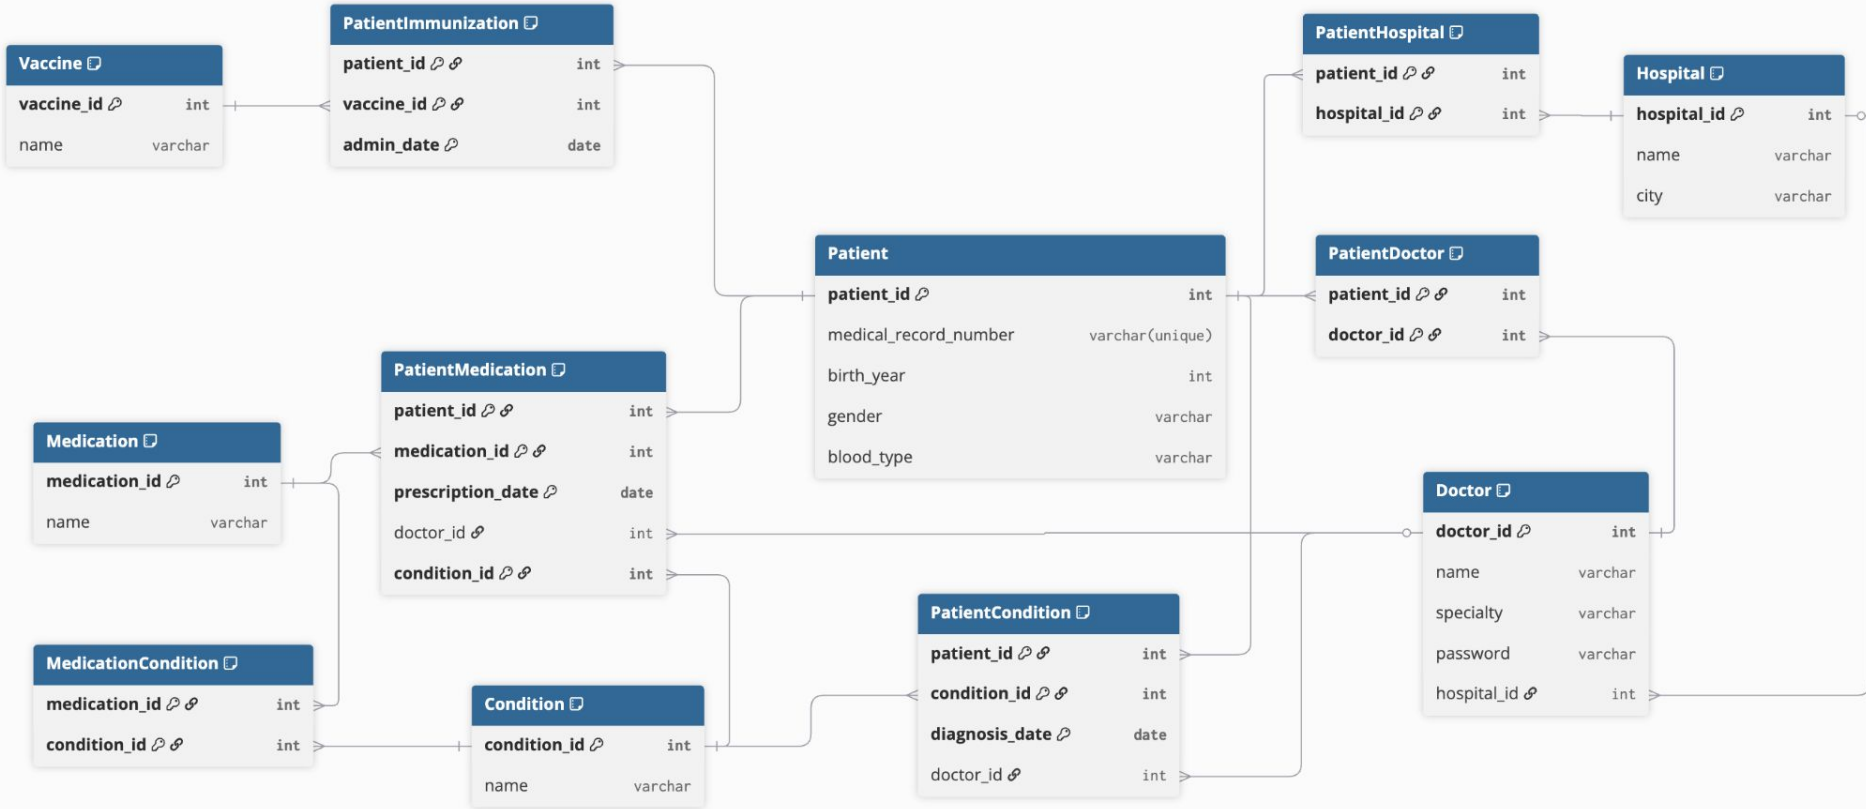 PatientImmunization
patient_id int
vaccine_id int
admin_date date
Vaccine
vaccine_id int
name varchar
PatientHospital
patient_id int
hospital_id int
Hospital
hospital_id int
name varchar
city varchar
Patient
patient_id int
medical_record_number varchar(unique)
birth_year int
gender varchar
blood_type varchar
PatientDoctor
patient_id int
doctor_id int
PatientMedication
patient_id int
medication_id int
prescription_date date
doctor_id int
condition_id int
Medication
medication_id int
name varchar
Doctor
doctor_id int
name varchar
specialty varchar
password varchar
hospital_id int
PatientCondition
patient_id int
condition_id int
diagnosis_date date
doctor_id int
MedicationCondition
medication_id int
condition_id int
Condition
condition_id int
name varchar